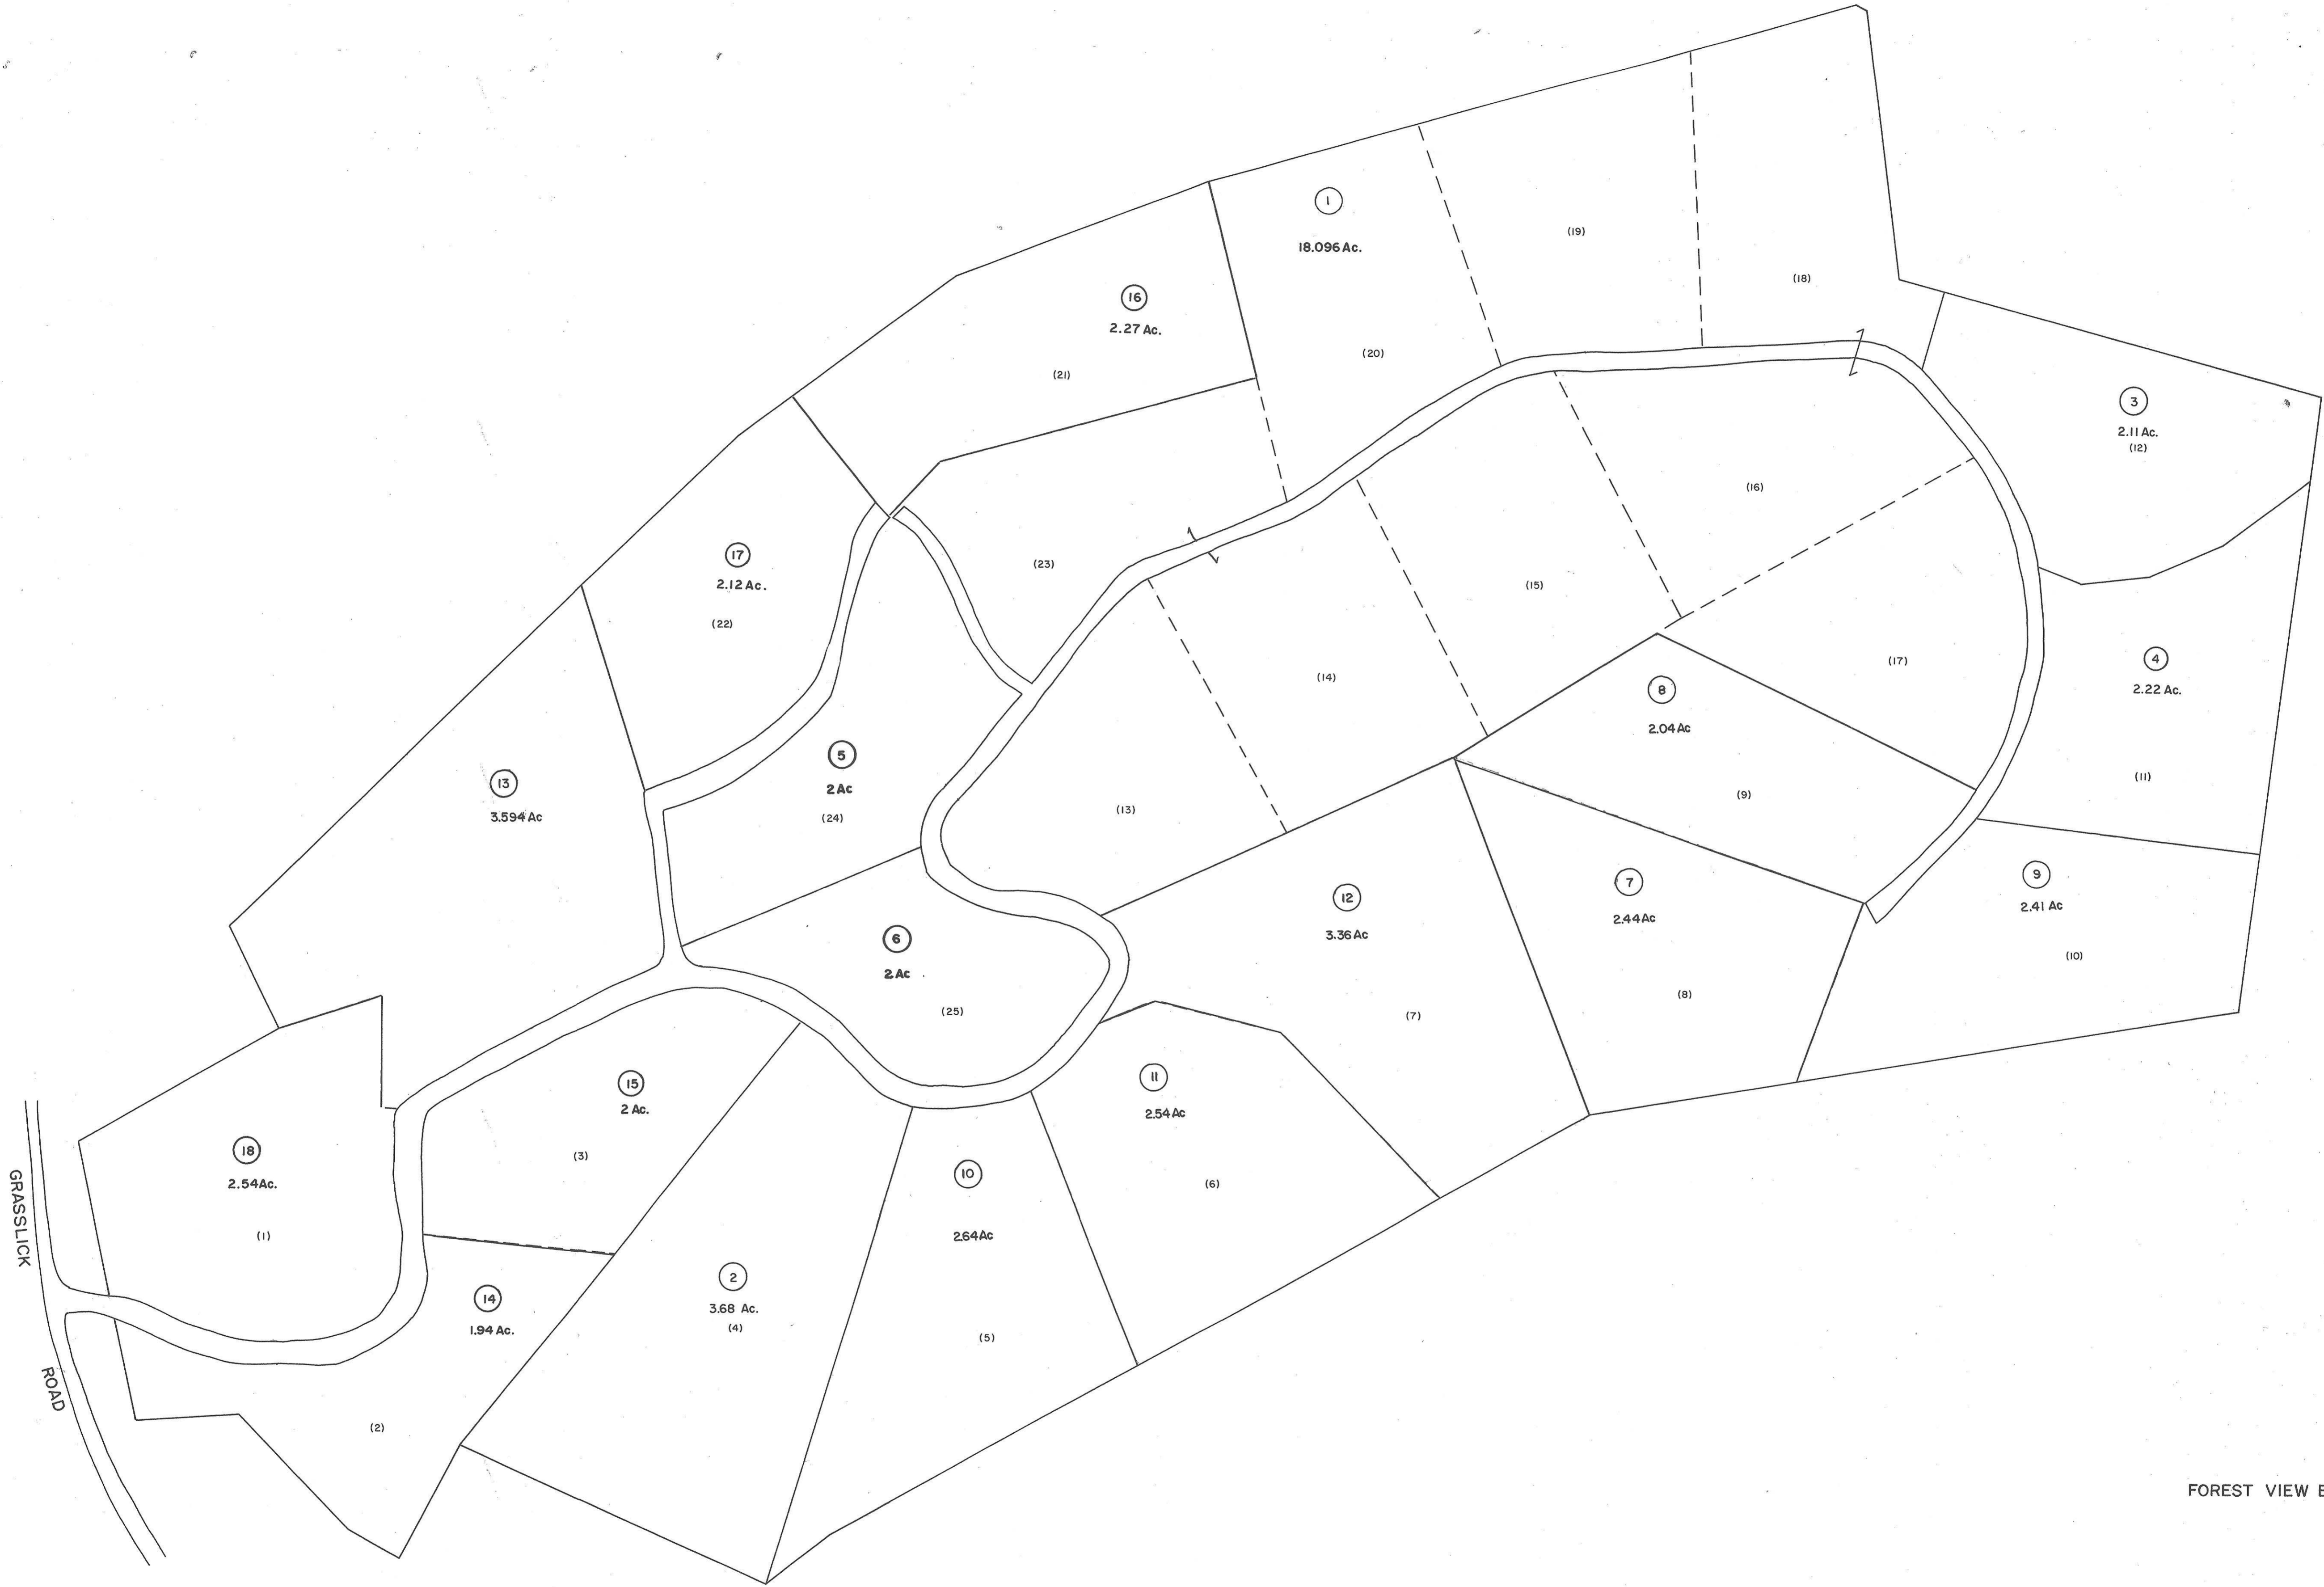 1
18.096 Ac.
(19)
(18)
16
2.27 Ac.
(20)
(21)
3
2.11 Ac.
(12)
(16)
17
2.12 Ac.
(22)
(23)
(15)
(14)
(17)
4
2.22 Ac.
(11)
8
2.04 Ac
(9)
5
2 Ac
(24)
13
3.594 Ac
(13)
12
3.36 Ac
(7)
7
2.44 Ac
(8)
9
2.41 Ac
(10)
6
2 Ac
(25)
11
2.54 Ac
(6)
15
2 Ac.
(3)
18
2.54 Ac.
(1)
10
2.64 Ac
(5)
2
3.68 Ac.
(4)
14
1.94 Ac.
(2)
GRASSLICK
ROAD
FOREST VIEW